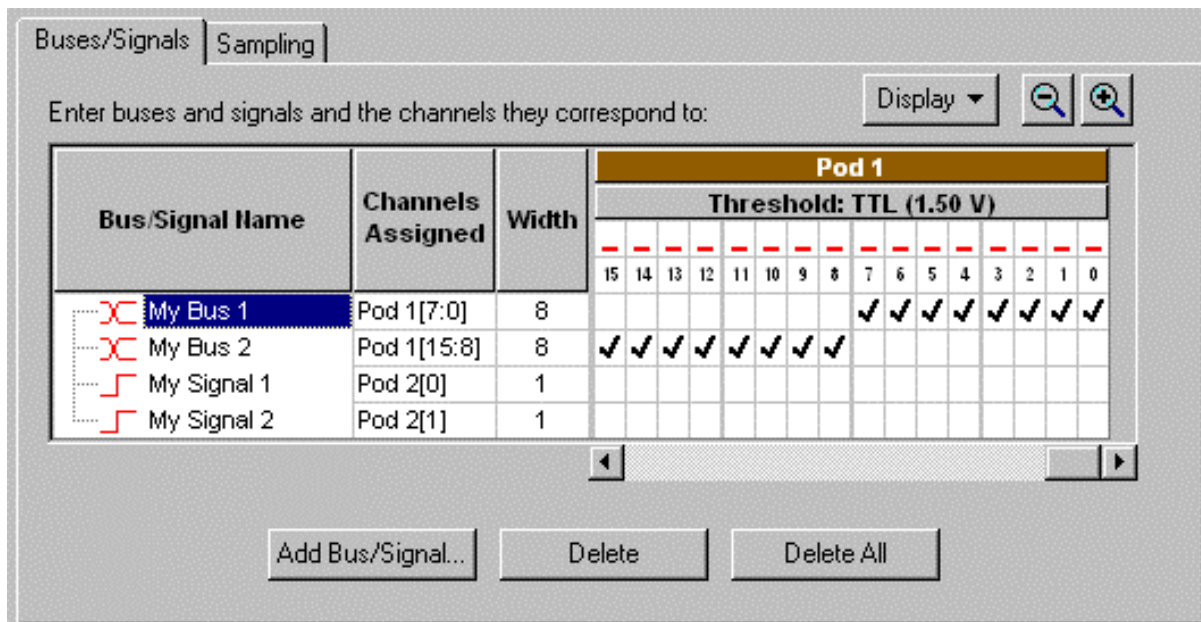 Buses/Signals Sampling
Display
Enter buses and signals and the channels they correspond to:
Bus/Signal Name Channels Assigned Width Pod 1
Threshold: TTL (1.50 V)
15 14 13 12 11 10 9 8 7 6 5 4 3 2 1 0
My Bus 1 Pod 1[7:0] 8
My Bus 2 Pod 1[15:8] 8
My Signal 1 Pod 2[0] 1
My Signal 2 Pod 2[1] 1
Add Bus/Signal... Delete Delete All